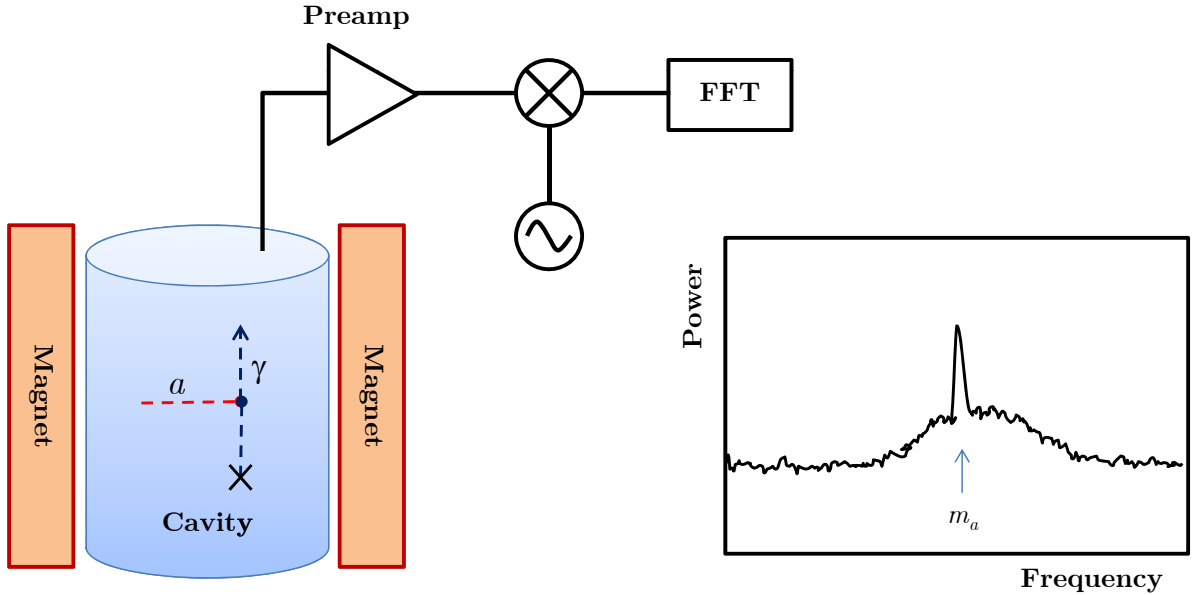 Preamp
FFT
Magnet
a
γ
Magnet
Cavity
Power
m_a
Frequency